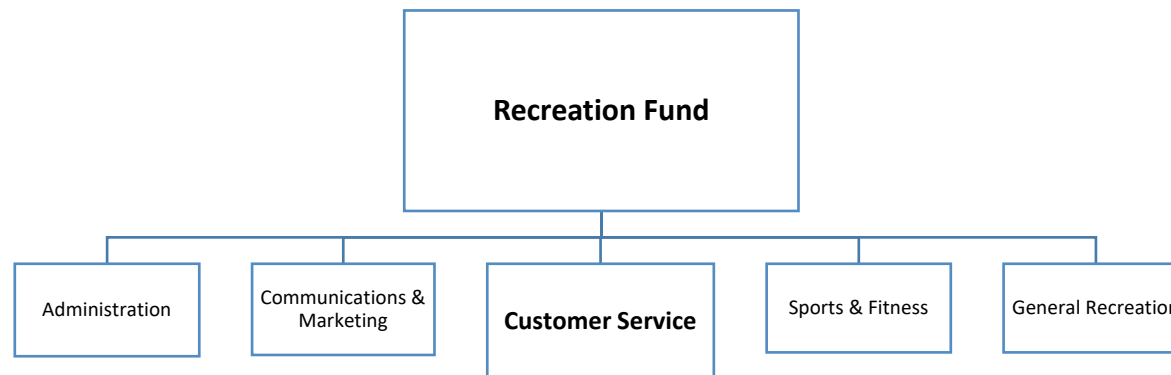 Recreation Fund
Administration
Communications &
Marketing
Customer Service
Sports & Fitness
General Recreation